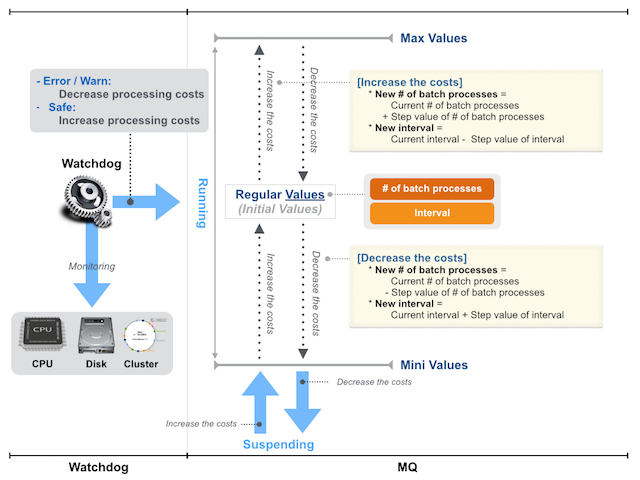 - Error / Warn:
Decrease processing costs
- Safe:
Increase processing costs
Watchdog
Monitoring
CPU
CPU
Disk
Cluster
Running
Max Values
Increase the costs
Decrease the costs
[Increase the costs]
* New # of batch processes =
Current # of batch processes
+ Step value of # of batch processes
* New interval =
Current interval - Step value of interval
Regular Values
(Initial Values)
# of batch processes
Interval
Increase the costs
Decrease the costs
[Decrease the costs]
* New # of batch processes =
Current # of batch processes
- Step value of # of batch processes
* New interval =
Current interval + Step value of interval
Mini Values
Decrease the costs
Increase the costs
Suspending
Watchdog
MQ